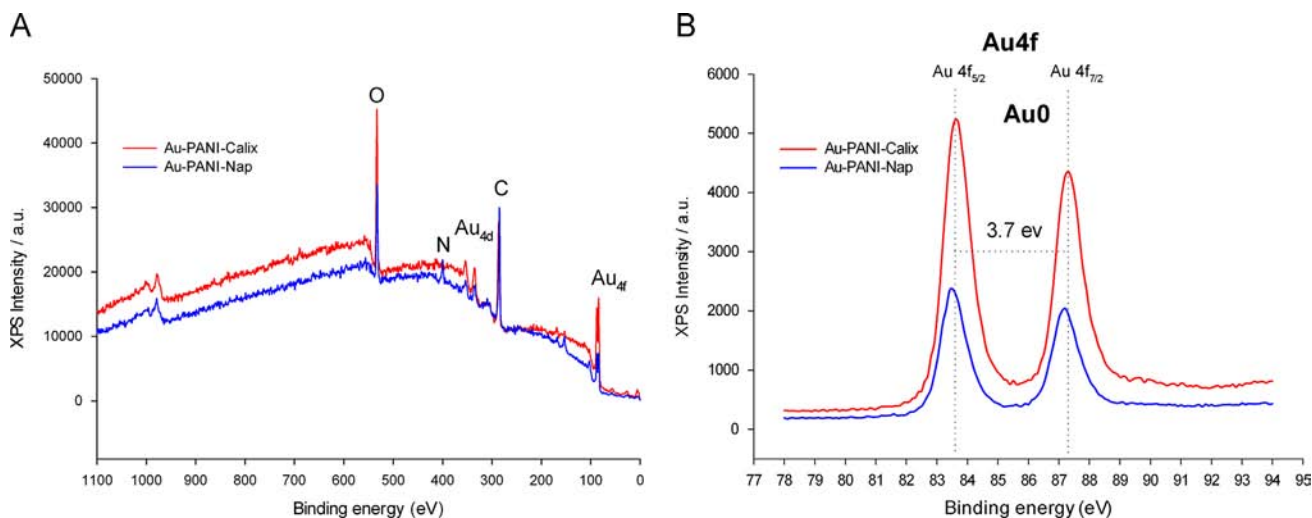 A
XPS Intensity / a.u.
50000
40000
30000
20000
10000
0
Au-PANI-Calix
Au-PANI-Nap
O
N
Au4d
C
Au4f
1100 1000 900 800 700 600 500 400 300 200 100 0
Binding energy (eV)
B
Au4f
Au 4f5/2 Au 4f7/2
Au0
XPS Intensity / a.u.
6000
5000
4000
3000
2000
1000
0
Au-PANI-Calix
Au-PANI-Nap
3.7 ev
77 78 79 80 81 82 83 84 85 86 87 88 89 90 91 92 93 94 95
Binding energy (eV)